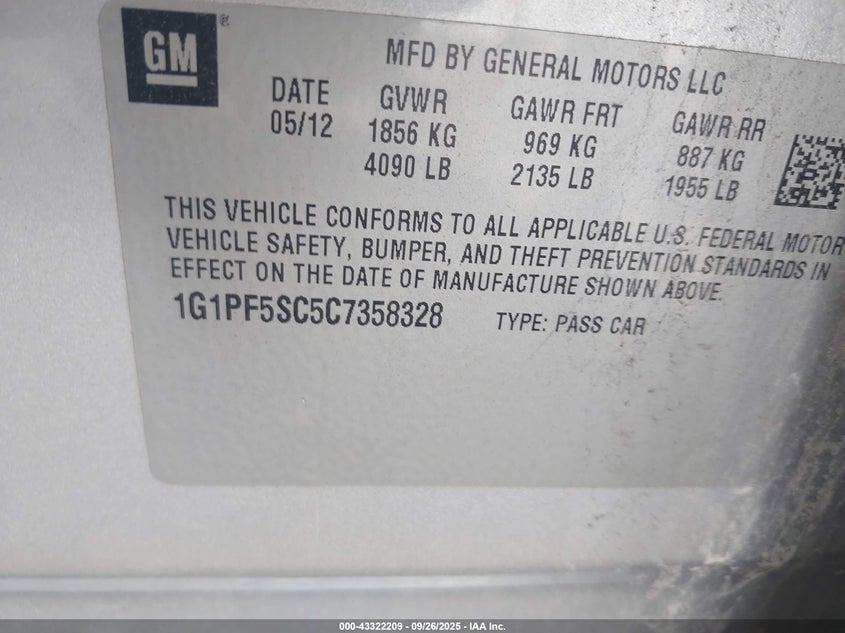 GM®
MFD BY GENERAL MOTORS LLC
DATE GVWR GAWR FRT GAWR RR
05/12 1856 KG 969 KG 887 KG
4090 LB 2135 LB 1955 LB
THIS VEHICLE CONFORMS TO ALL APPLICABLE U.S. FEDERAL MOTOR
VEHICLE SAFETY, BUMPER, AND THEFT PREVENTION STANDARDS IN
EFFECT ON THE DATE OF MANUFACTURE SHOWN ABOVE.
1G1PF5SC5C7358328 TYPE: PASS CAR
000-43322209 - 09/26/2025 - IAA Inc.